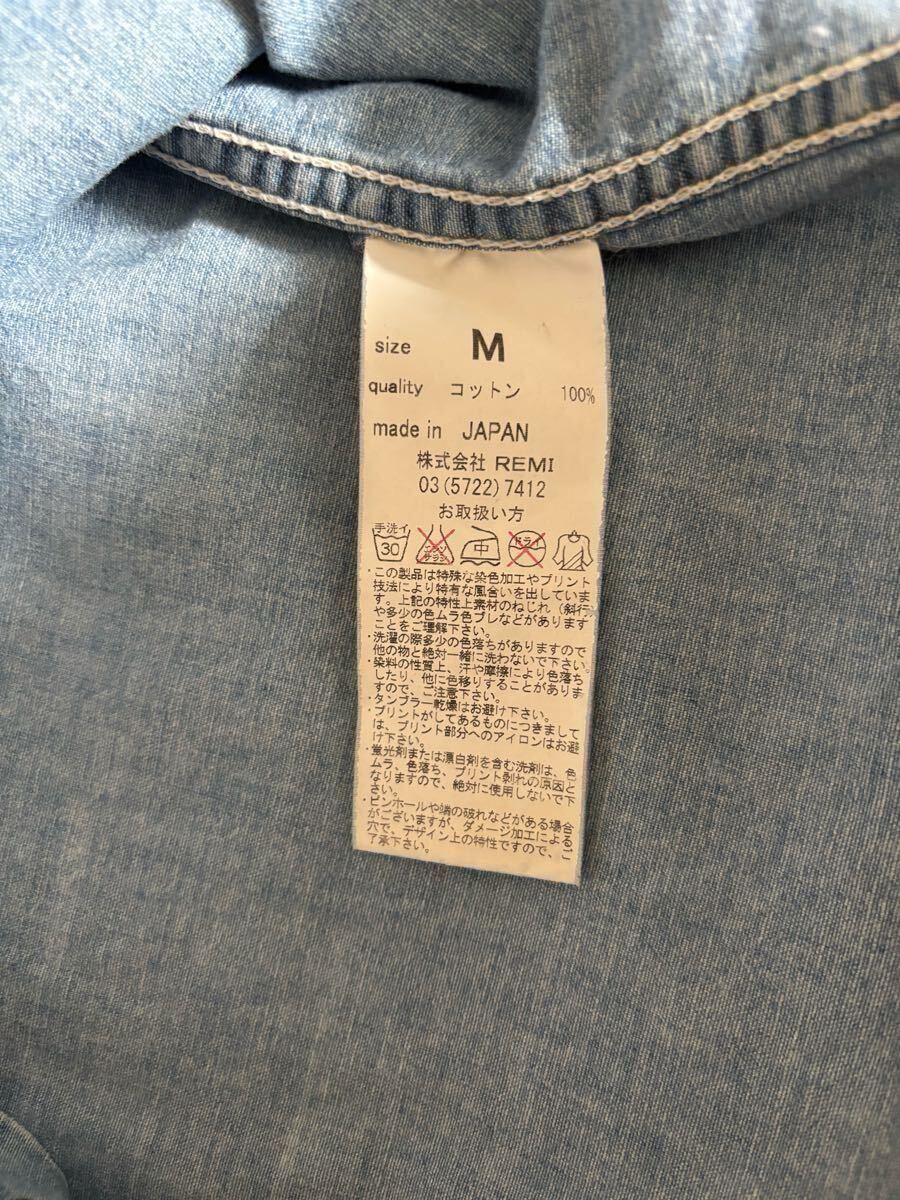 size M
quality コットン 100%
made in JAPAN
株式会社 REMI
03(5722)7412
お取扱い方
手洗イ
30
エンソ
サラシ
中
ドライ
・この製品は特殊な染色加工やプリント
技法により特有な風合いを出していま
す。上記の特性上素材のねじれ(斜行)
や多少の色ムラ色ブレなどがあります
ことをご理解下さい。
・洗濯の際多少の色落ちがありますので
他の物と絶対一緒に洗わないで下さい。
・染料の性質上、汗や摩擦により色落ち
したり、他に色移りすることがありま
すので、ご注意下さい。
・タンブラー乾燥はお避け下さい。
・プリントがしてあるものにつきまして
は、プリント部分へのアイロンはお避
け下さい。
・蛍光剤または漂白剤を含む洗剤は、色
ムラ、色落ち、プリント剥れの原因と
なりますので、絶対に使用しないで下
さい。
・ピンホールや端の破れなどがある場合
がございますが、ダメージ加工による
穴で、デザイン上の特性ですので、ご
了承下さい。